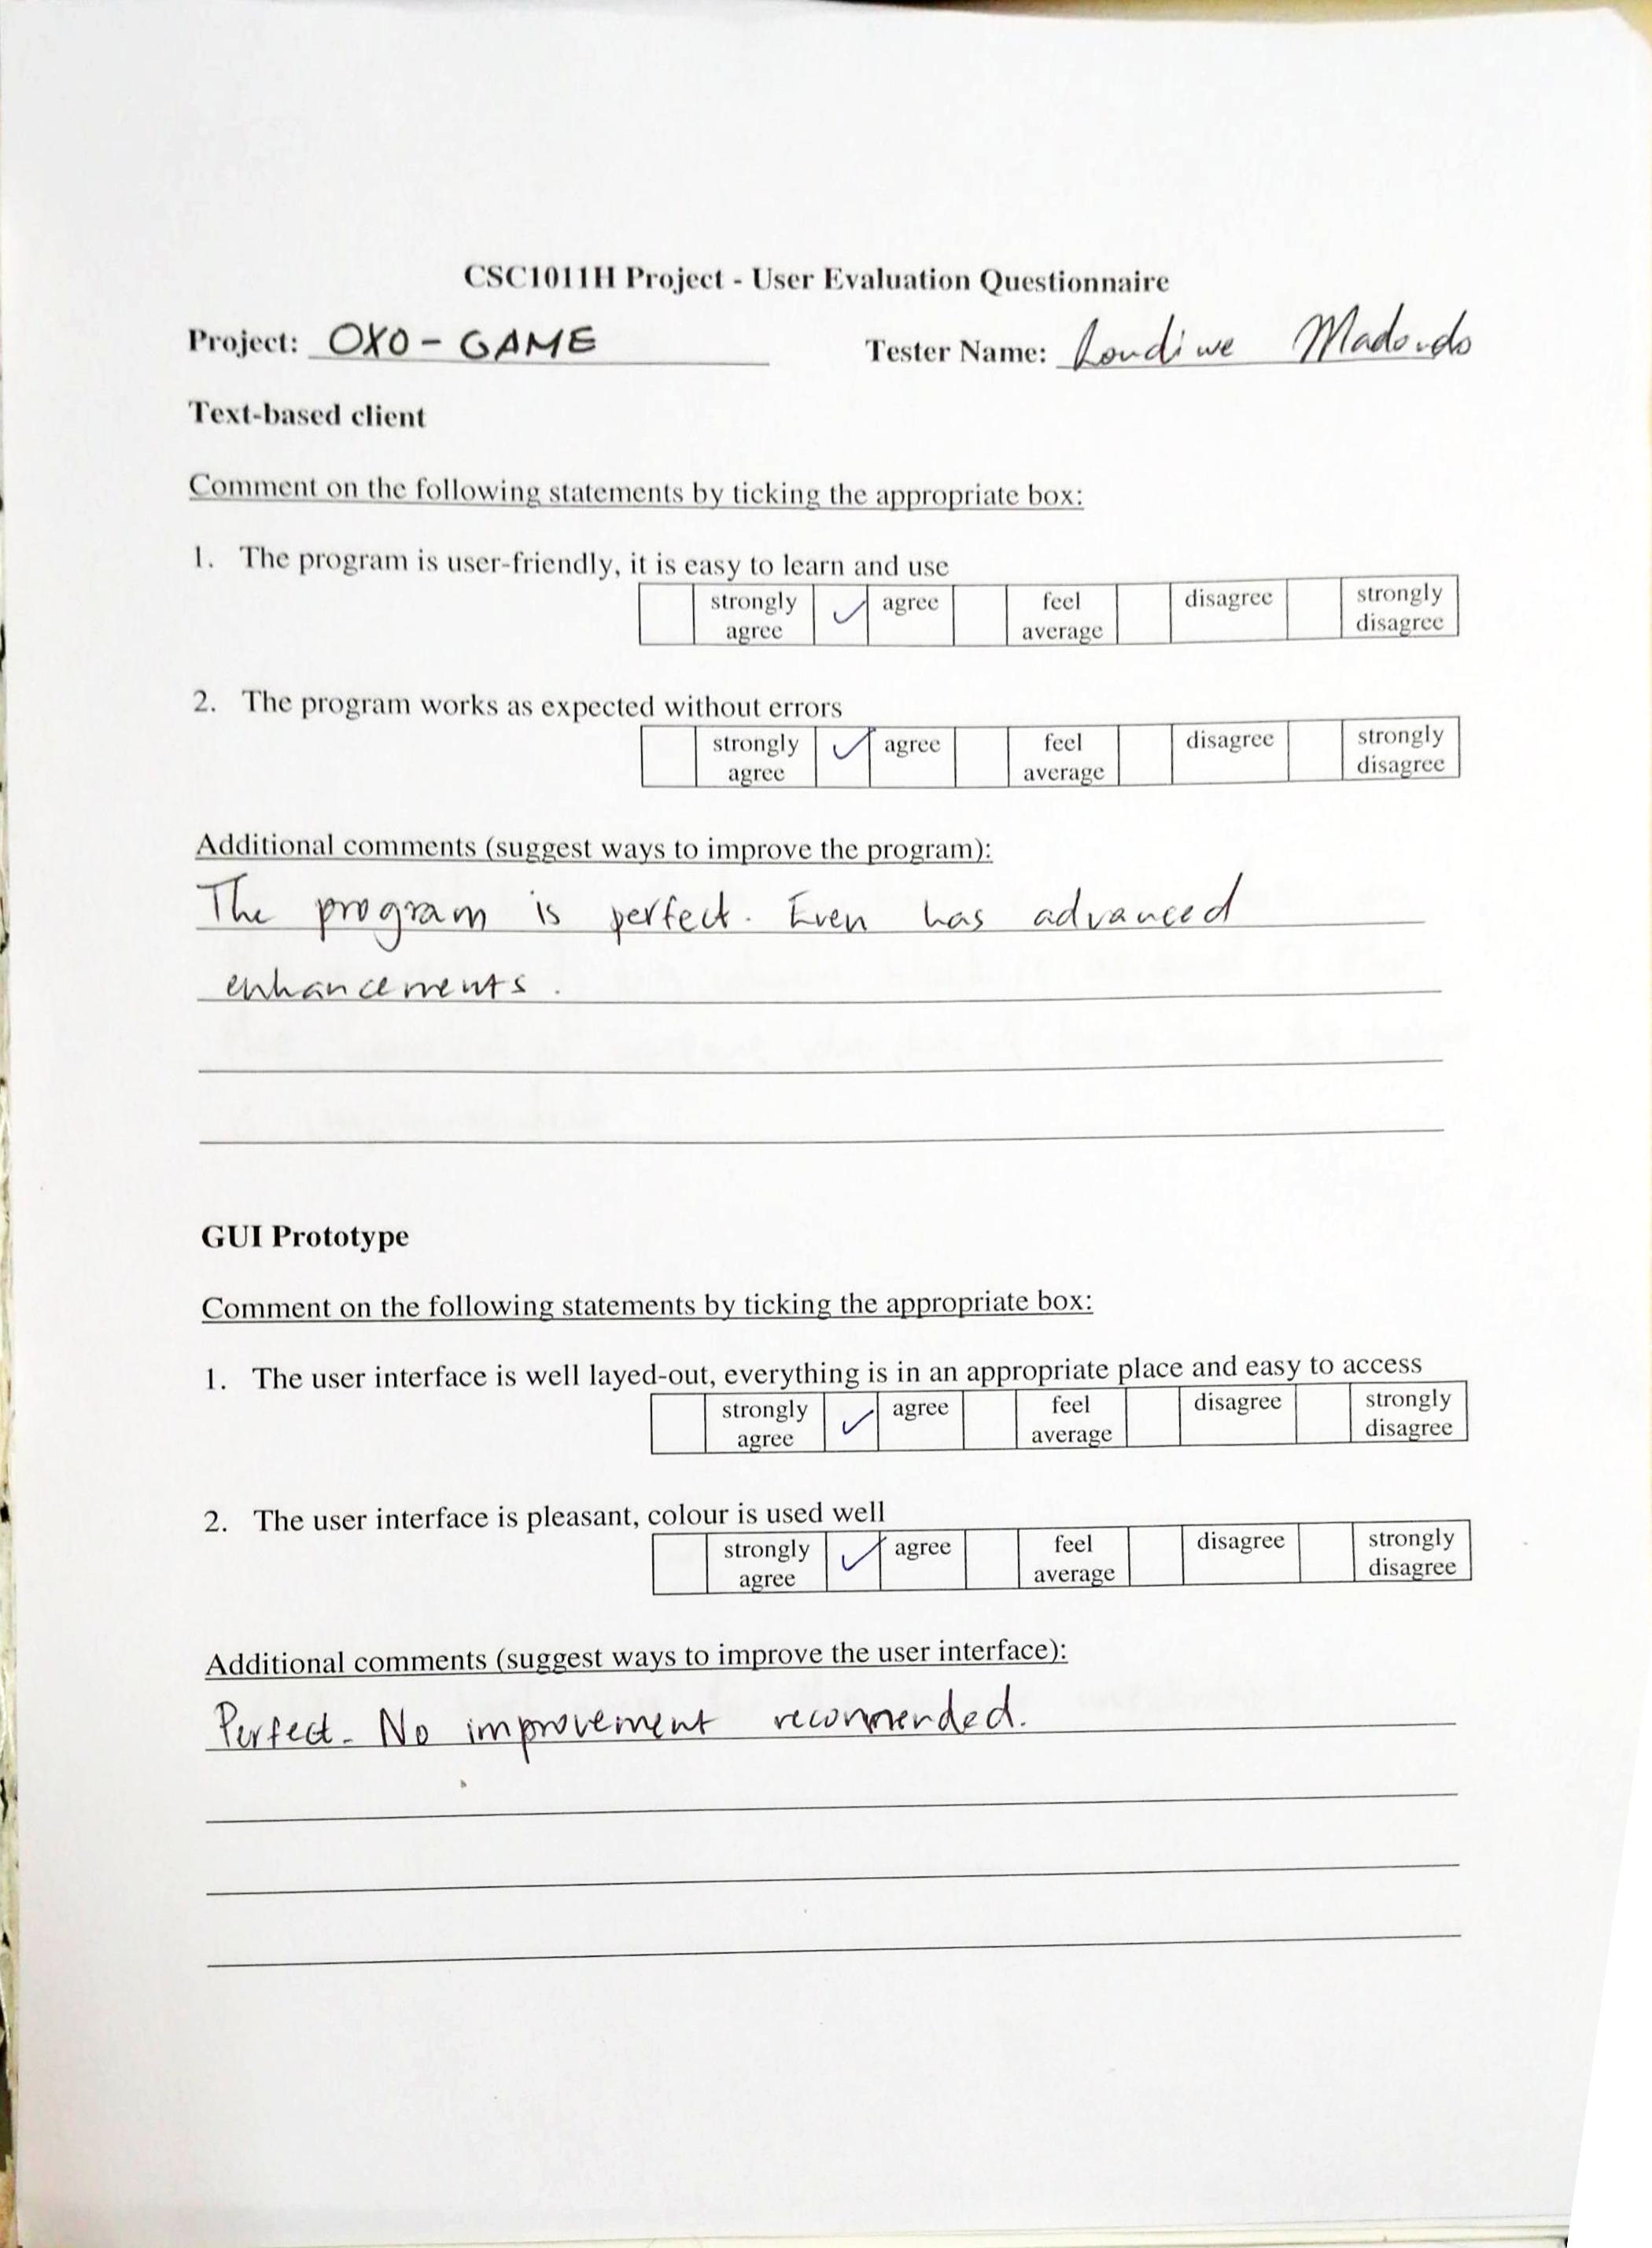 CSC1011H Project - User Evaluation Questionnaire
Project: OXO - GAME Tester Name: Londiwe Madondo
Text-based client
Comment on the following statements by ticking the appropriate box:
1. The program is user-friendly, it is easy to learn and use
strongly agree ✓ agree feel average disagree strongly disagree
2. The program works as expected without errors
strongly agree ✓ agree feel average disagree strongly disagree
Additional comments (suggest ways to improve the program):
The program is perfect. Even has advanced
enhancements.
GUI Prototype
Comment on the following statements by ticking the appropriate box:
1. The user interface is well layed-out, everything is in an appropriate place and easy to access
strongly agree ✓ agree feel average disagree strongly disagree
2. The user interface is pleasant, colour is used well
strongly agree ✓ agree feel average disagree strongly disagree
Additional comments (suggest ways to improve the user interface):
Perfect. No improvement recommended.